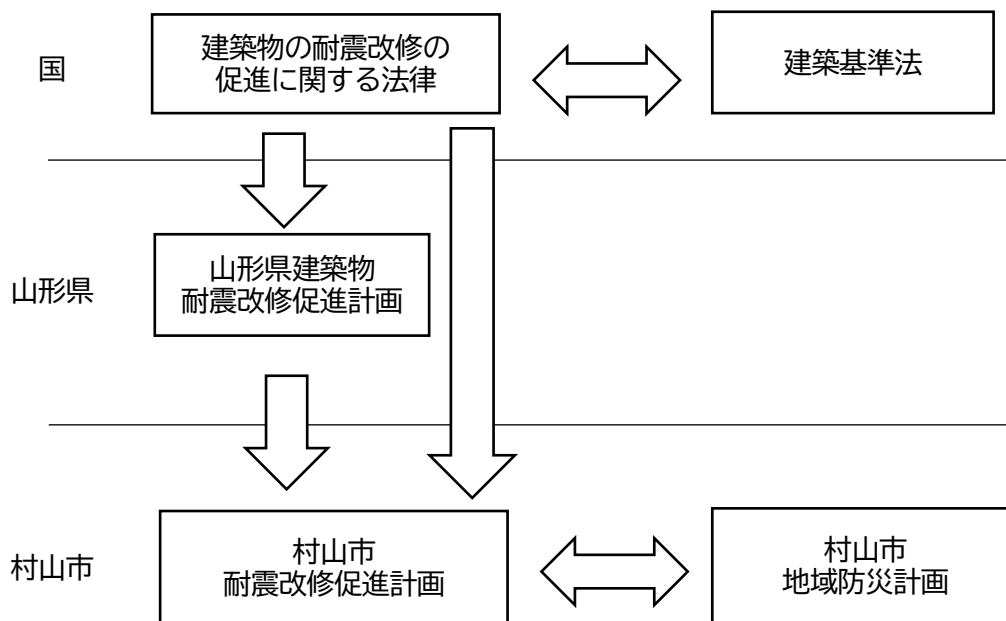 国
建築物の耐震改修の
促進に関する法律
建築基準法
山形県
山形県建築物
耐震改修促進計画
村山市
村山市
耐震改修促進計画
村山市
地域防災計画